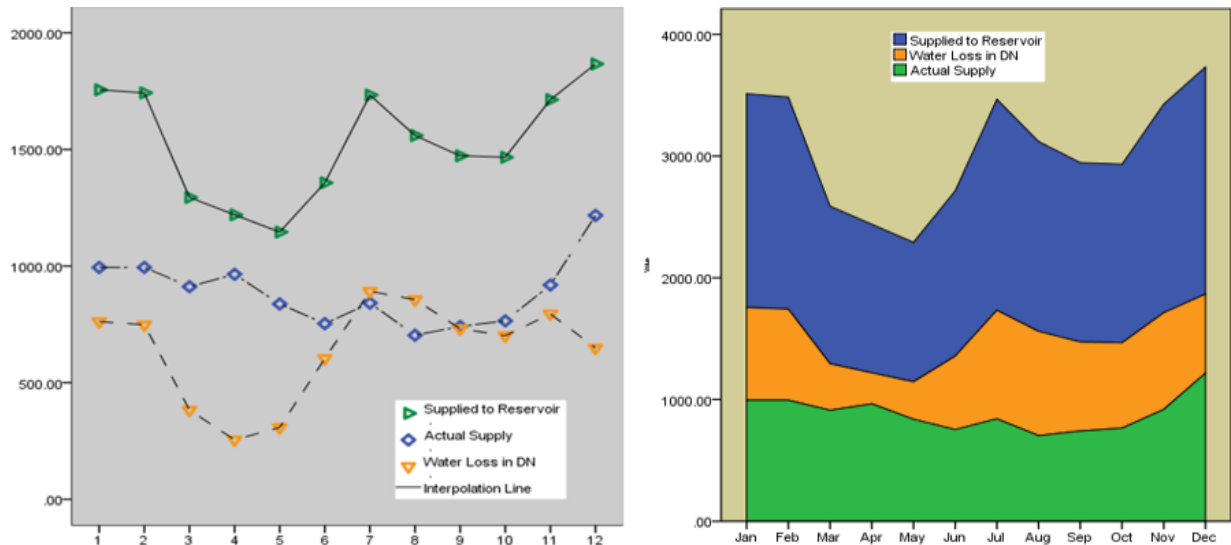 2000.00
1500.00
1000.00
500.00
.00
1 2 3 4 5 6 7 8 9 10 11 12
Supplied to Reservoir
Actual Supply
Water Loss in DN
Interpolation Line
4000.00
3000.00
2000.00
1000.00
.00
Value
Supplied to Reservoir
Water Loss in DN
Actual Supply
Jan Feb Mar Apr May Jun Jul Aug Sep Oct Nov Dec